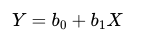 Y = b₀ + b₁X